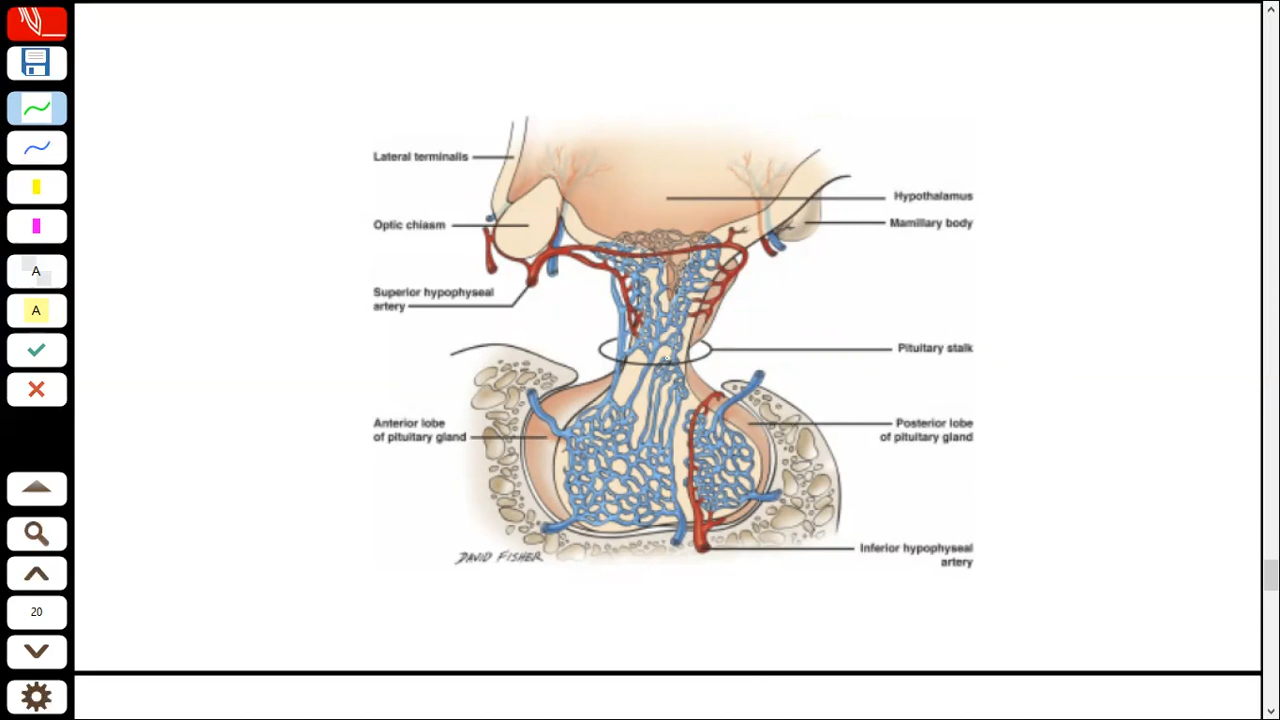 Lateral terminalis
Optic chiasm
Superior hypophyseal
artery
Anterior lobe
of pituitary gland
Hypothalamus
Mamillary body
Pituitary stalk
Posterior lobe
of pituitary gland
Inferior hypophyseal
artery
DAVID FISHER
A
A
20